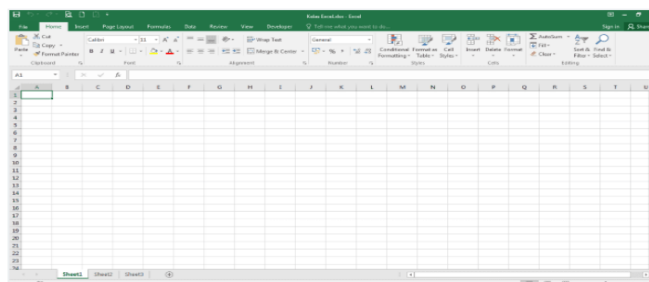 Rules Excel.xlsx - Excel
File Home Insert Page Layout Formulas Data Review View Developer Tell me what you want to do... Sign in Share
Cut
Copy
Format Painter
Paste
Calibri 11 A A
B I U A
Wrap Text
Merge & Center
General
%
Conditional Formatting Format as Table Cell Styles
Insert Delete Format
AutoSum
Fill
Clear
Sort & Filter Find & Select
Clipboard Font Alignment Number Styles Cells Editing
A1 fx
A B C D E F G H I J K L M N O P Q R S T U
1
2
3
4
5
6
7
8
9
10
11
12
13
14
15
16
17
18
19
20
21
22
23
24
Sheet1 Sheet2 Sheet3